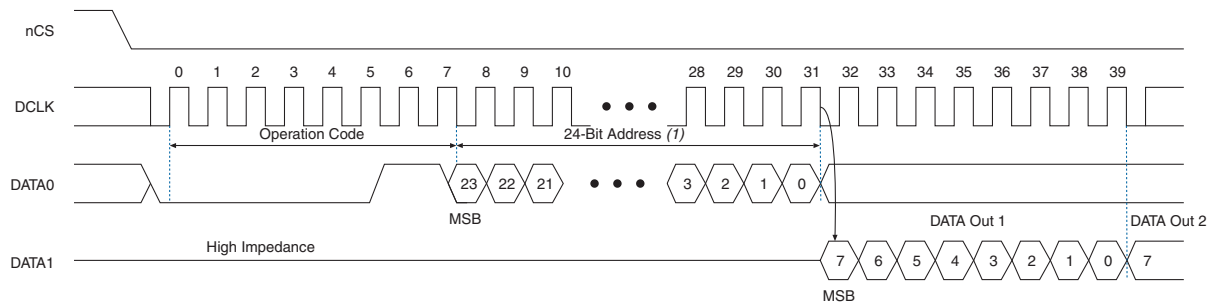 nCS
0 1 2 3 4 5 6 7 8 9 10 28 29 30 31 32 33 34 35 36 37 38 39
DCLK
Operation Code 24-Bit Address (1)
DATA0 23 22 21 3 2 1 0
MSB
DATA Out 1 DATA Out 2
High Impedance
DATA1 7 6 5 4 3 2 1 0 7
MSB